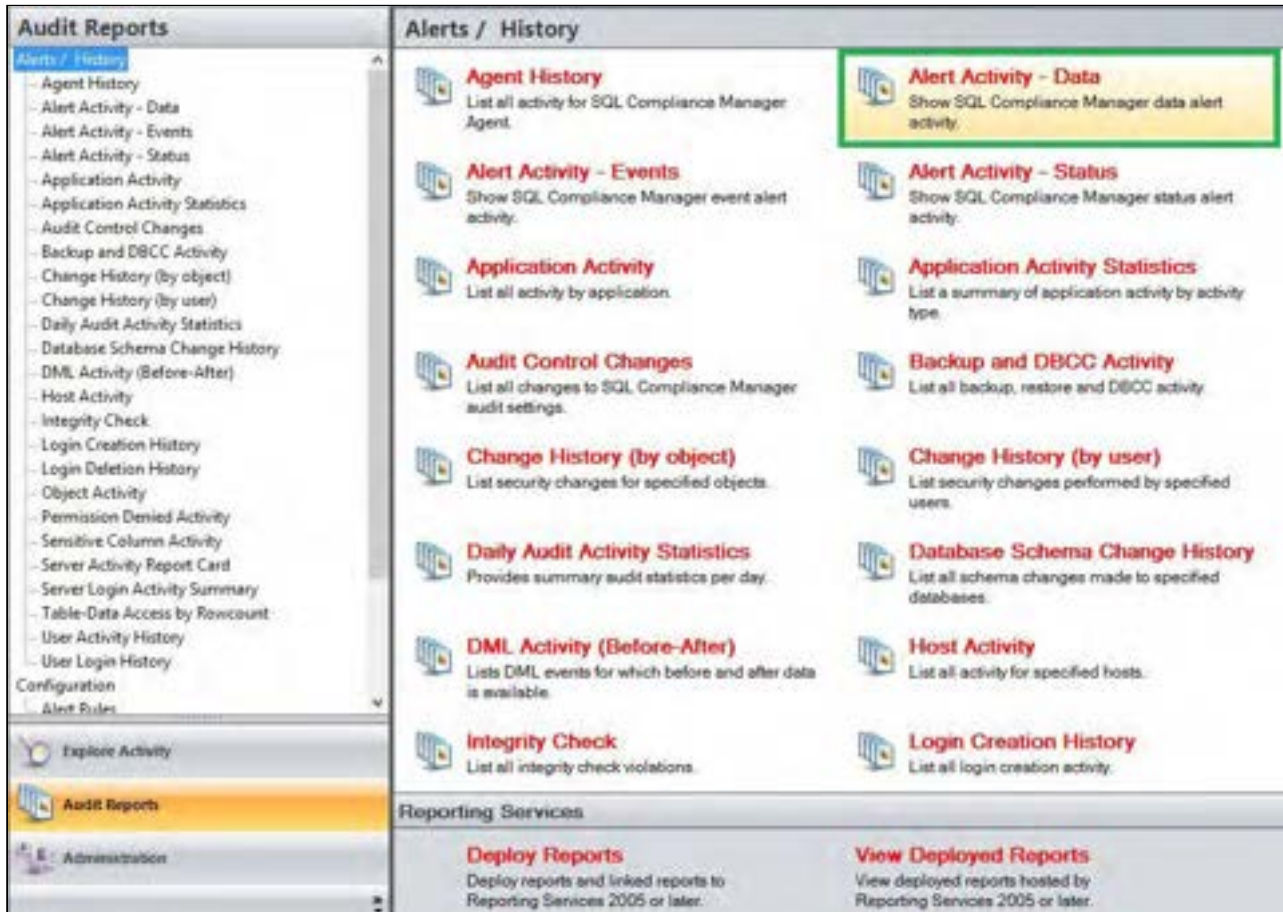 Audit Reports
Alerts / History
Agent History
Alert Activity - Data
Alert Activity - Events
Alert Activity - Status
Application Activity
Application Activity Statistics
Audit Control Changes
Backup and DBCC Activity
Change History (by object)
Change History (by user)
Daily Audit Activity Statistics
Database Schema Change History
DML Activity (Before-After)
Host Activity
Integrity Check
Login Creation History
Login Deletion History
Object Activity
Permission Denied Activity
Sensitive Column Activity
Server Activity Report Card
Server Login Activity Summary
Table-Data Access by Rowcount
User Activity History
User Login History
Configuration
Alert Rules
Explore Activity
Audit Reports
Administration
Alerts / History
Agent History
List all activity for SQL Compliance Manager
Agent.
Alert Activity - Data
Show SQL Compliance Manager data alert
activity.
Alert Activity - Events
Show SQL Compliance Manager event alert
activity.
Alert Activity - Status
Show SQL Compliance Manager status alert
activity.
Application Activity
List all activity by application.
Application Activity Statistics
List a summary of application activity by activity
type.
Audit Control Changes
List all changes to SQL Compliance Manager
audit settings.
Backup and DBCC Activity
List all backup, restore and DBCC activity.
Change History (by object)
List security changes for specified objects.
Change History (by user)
List security changes performed by specified
users.
Daily Audit Activity Statistics
Provides summary audit statistics per day.
Database Schema Change History
List all schema changes made to specified
databases.
DML Activity (Before-After)
Lists DML events for which before and after data
is available.
Host Activity
List all activity for specified hosts.
Integrity Check
List all integrity check violations.
Login Creation History
List all login creation activity.
Reporting Services
Deploy Reports
Deploy reports and linked reports to
Reporting Services 2005 or later.
View Deployed Reports
View deployed reports hosted by
Reporting Services 2005 or later.